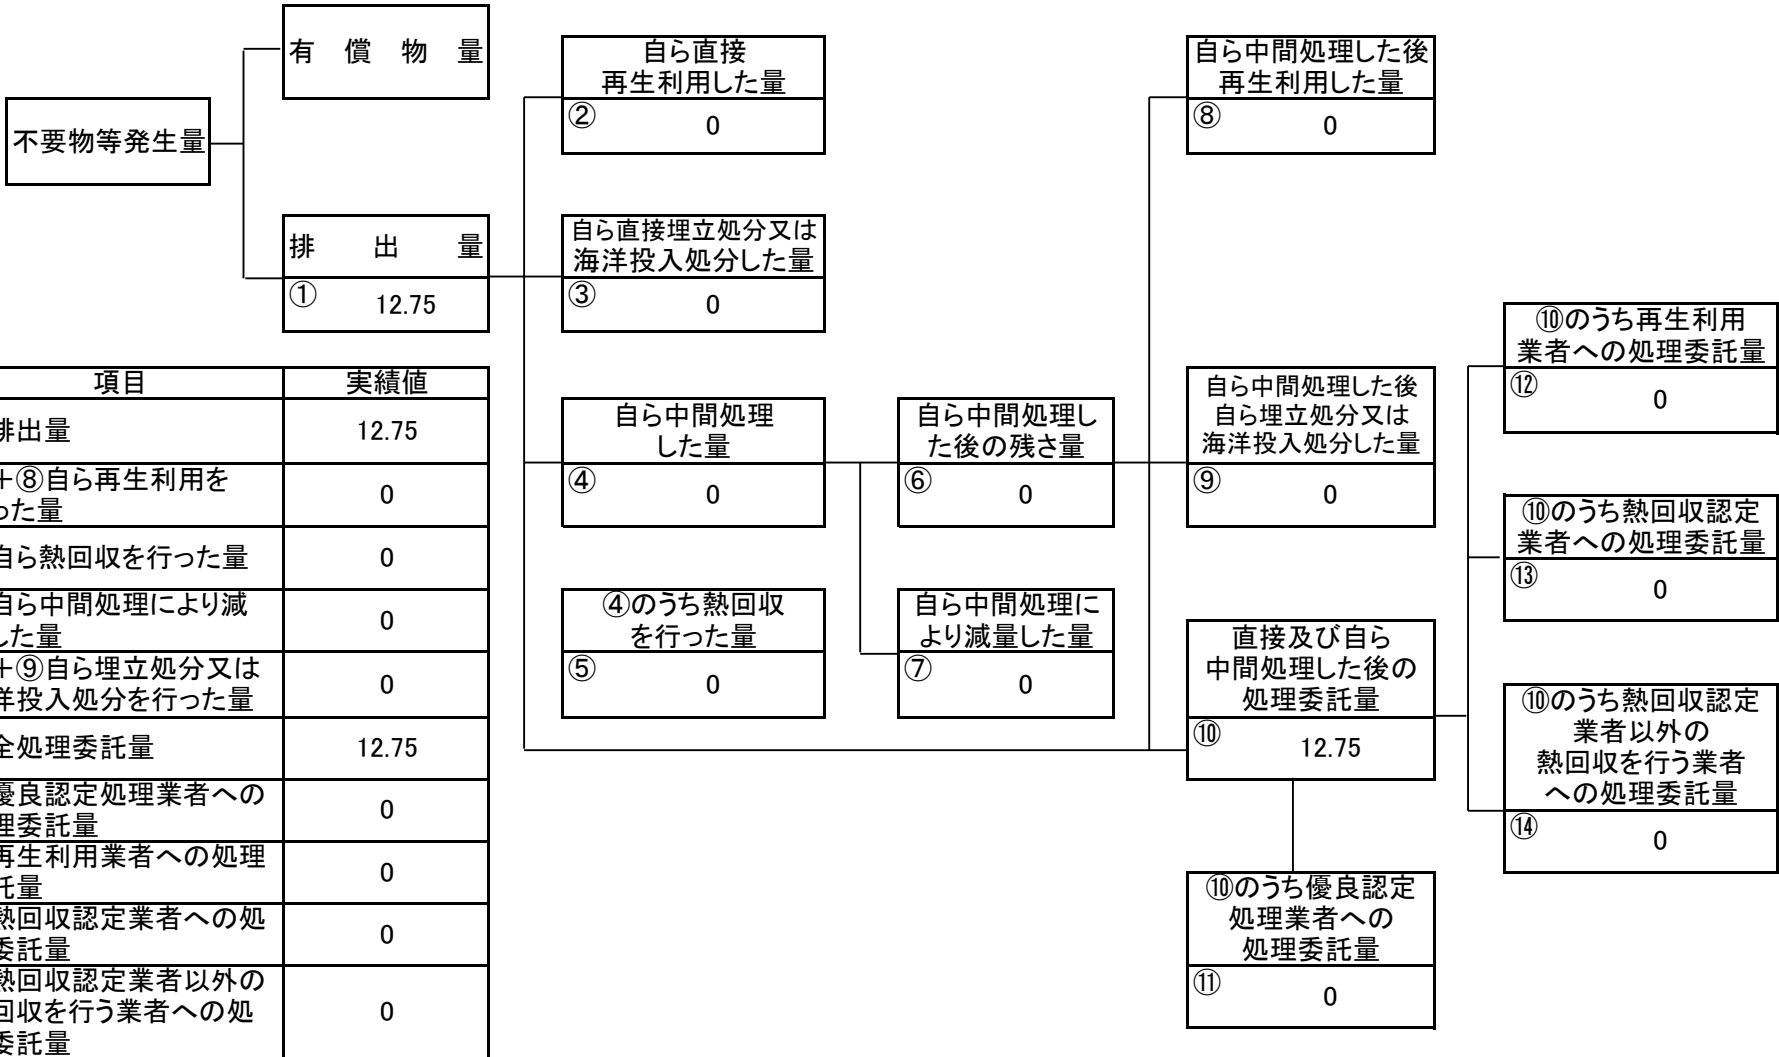 有償物量
不要物等発生量
排出量
① 12.75
自ら直接
再生利用した量
② 0
自ら直接埋立処分又は
海洋投入処分した量
③ 0
自ら中間処理
した量
④ 0
④のうち熱回収
を行った量
⑤ 0
自ら中間処理し
た後の残さ量
⑥ 0
自ら中間処理に
より減量した量
⑦ 0
自ら中間処理した後
再生利用した量
⑧ 0
自ら中間処理した後
自ら埋立処分又は
海洋投入処分した量
⑨ 0
直接及び自ら
中間処理した後の
処理委託量
⑩ 12.75
⑩のうち優良認定
処理業者への
処理委託量
⑪ 0
⑩のうち再生利用
業者への処理委託量
⑫ 0
⑩のうち熱回収認定
業者への処理委託量
⑬ 0
⑩のうち熱回収認定
業者以外の
熱回収を行う業者
への処理委託量
⑭ 0
項目 実績値
排出量 12.75
+⑧自ら再生利用を
った量 0
自ら熱回収を行った量 0
自ら中間処理により減
した量 0
+⑨自ら埋立処分又は
洋投入処分を行った量 0
全処理委託量 12.75
優良認定処理業者への
理委託量 0
再生利用業者への処理
託量 0
熱回収認定業者への処
委託量 0
熱回収認定業者以外の
回収を行う業者への処
委託量 0